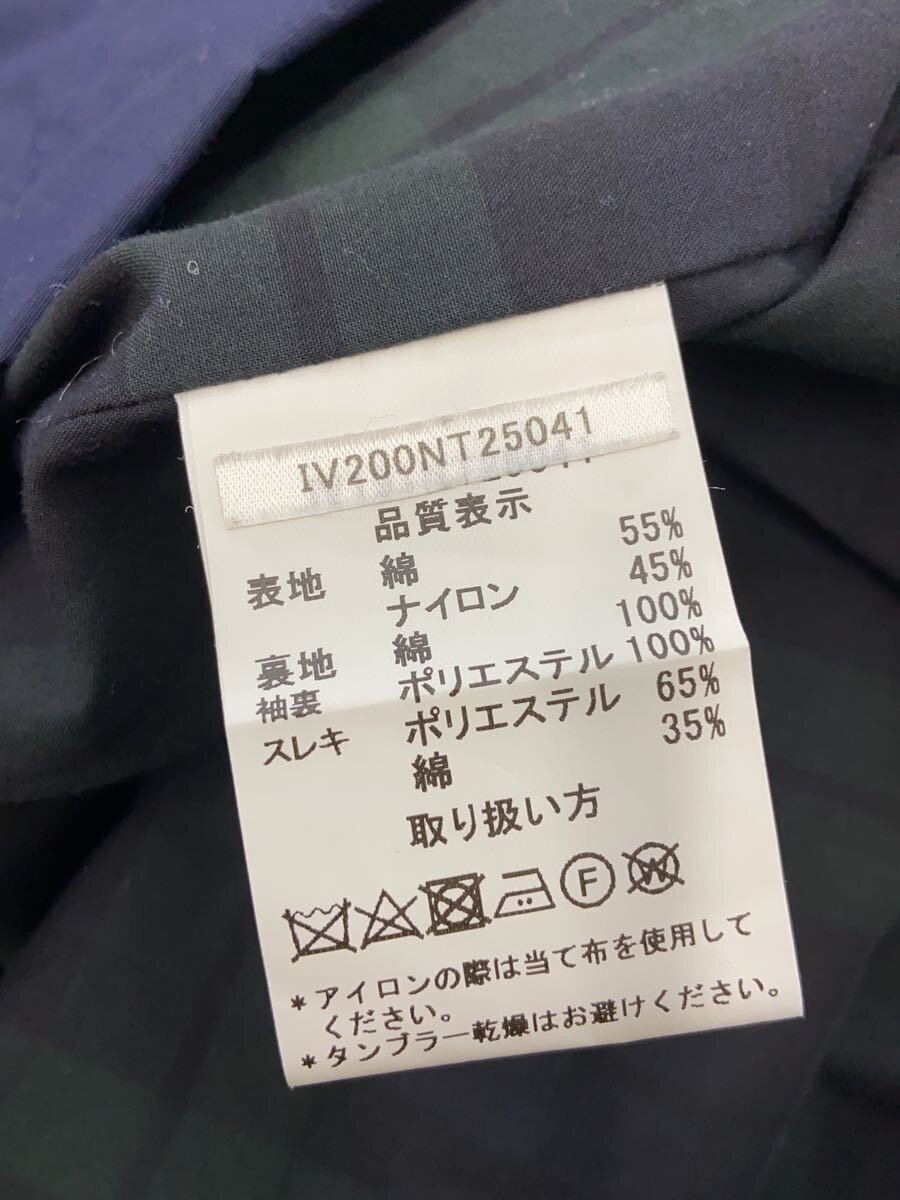 IV200NT25041
品質表示
表地 綿 55%
ナイロン 45%
裏地 綿 100%
袖裏 ポリエステル 100%
スレキ ポリエステル 65%
綿 35%
取り扱い方
F W
*アイロンの際は当て布を使用して
ください。
*タンブラー乾燥はお避けください。